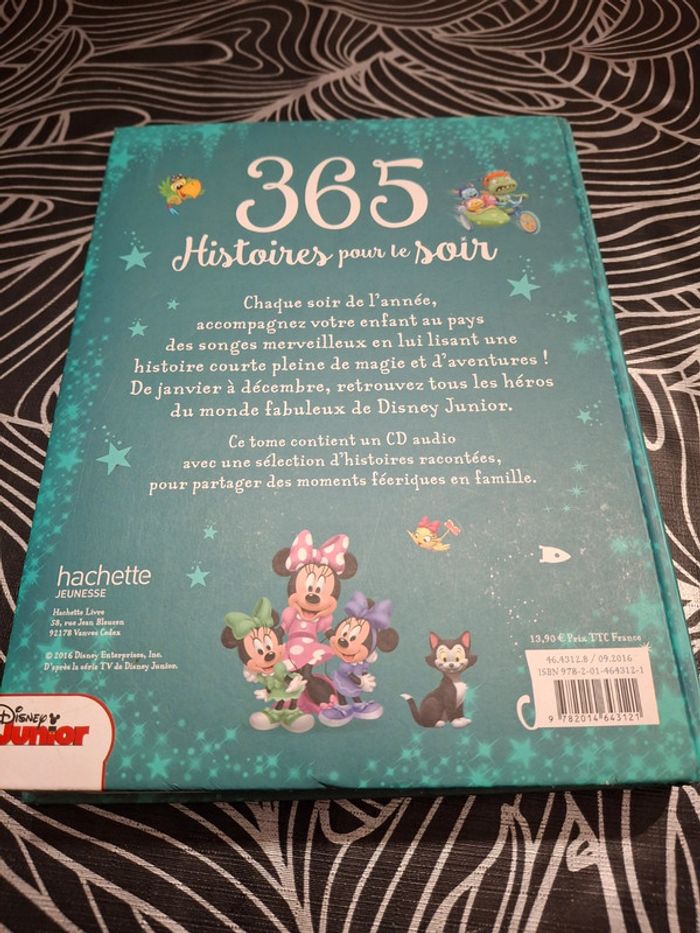 365
Histoires pour le soir
Chaque soir de l'année,
accompagnez votre enfant au pays
des songes merveilleux en lui lisant une
histoire courte pleine de magie et d'aventures !
De janvier à décembre, retrouvez tous les héros
du monde fabuleux de Disney Junior.
Ce tome contient un CD audio
avec une sélection d'histoires racontées,
pour partager des moments féeriques en famille.
hachette
JEUNESSE
Hachette Livre
58, rue Jean Bleuzen
92178 Vanves Cedex
© 2016 Disney Enterprises, Inc.
D'après la série TV de Disney Junior.
Disney
Junior
13,90 € Prix TTC France
46.4312.8 / 09.2016
ISBN 978-2-01-464312-1
9 782014 643121